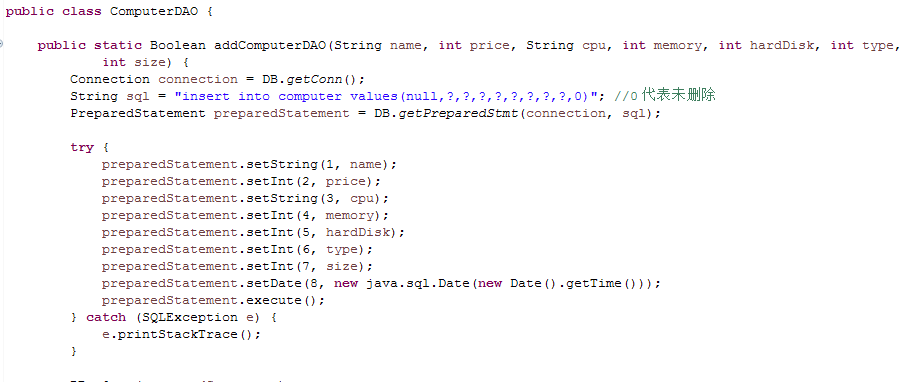 public class ComputerDAO {
public static Boolean addComputerDAO(String name, int price, String cpu, int memory, int hardDisk, int type,
int size) {
Connection connection = DB.getConn();
String sql = "insert into computer values(null,?,?,?,?,?,?,?,?,0)"; //0代表未删除
PreparedStatement preparedStatement = DB.getPreparedStmt(connection, sql);
try {
preparedStatement.setString(1, name);
preparedStatement.setInt(2, price);
preparedStatement.setString(3, cpu);
preparedStatement.setInt(4, memory);
preparedStatement.setInt(5, hardDisk);
preparedStatement.setInt(6, type);
preparedStatement.setInt(7, size);
preparedStatement.setDate(8, new java.sql.Date(new Date().getTime()));
preparedStatement.execute();
} catch (SQLException e) {
e.printStackTrace();
}